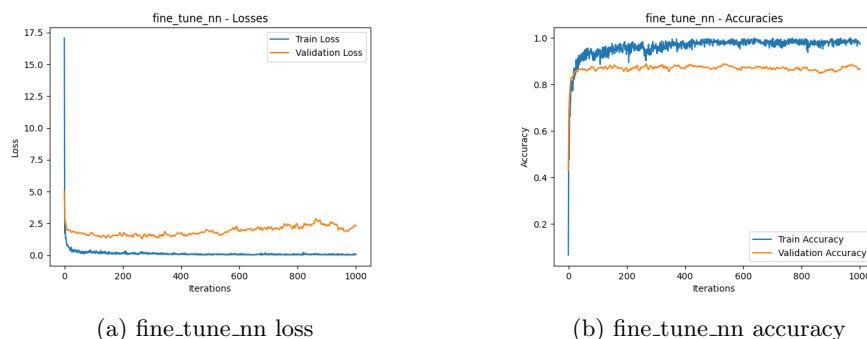 fine_tune_nn - Losses
17.5
15.0
12.5
10.0
7.5
5.0
2.5
0.0
Loss
0 200 400 600 800 1000
Iterations
Train Loss
Validation Loss
(a) fine_tune_nn loss
fine_tune_nn - Accuracies
1.0
0.8
0.6
0.4
0.2
Accuracy
0 200 400 600 800 1000
Iterations
Train Accuracy
Validation Accuracy
(b) fine_tune_nn accuracy